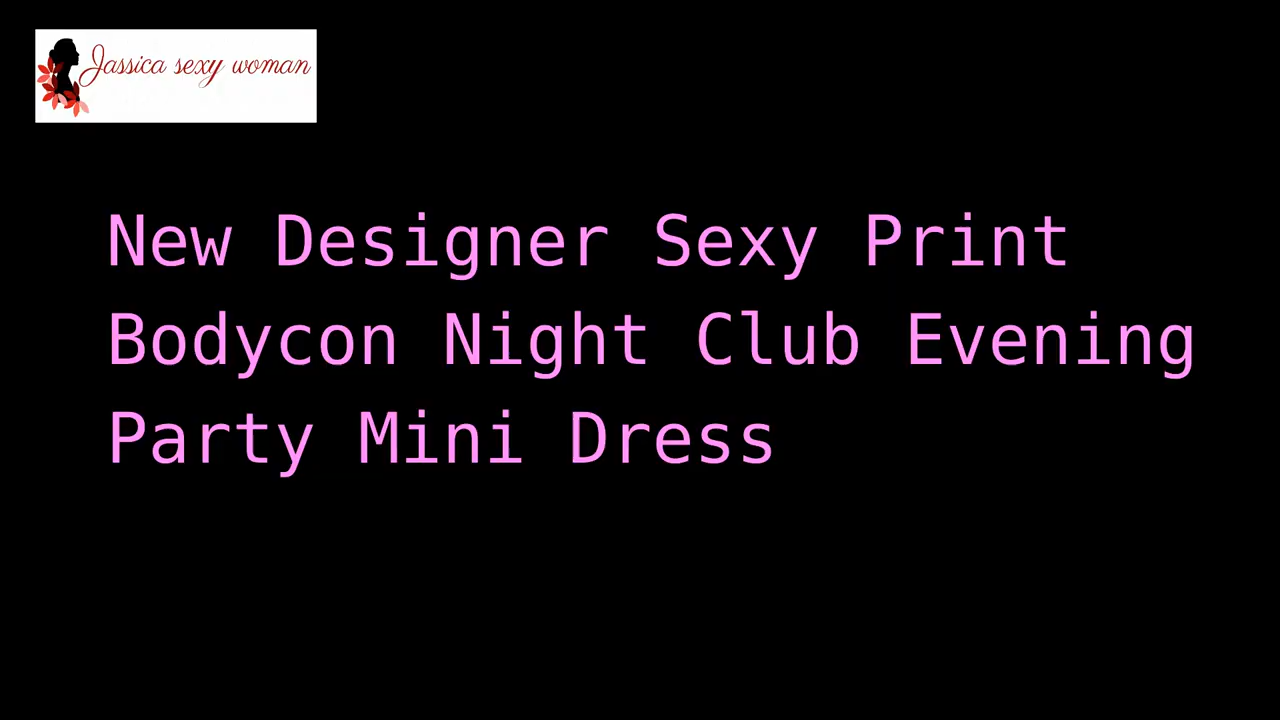 Jassica sexy woman
New Designer Sexy Print
Bodycon Night Club Evening
Party Mini Dress